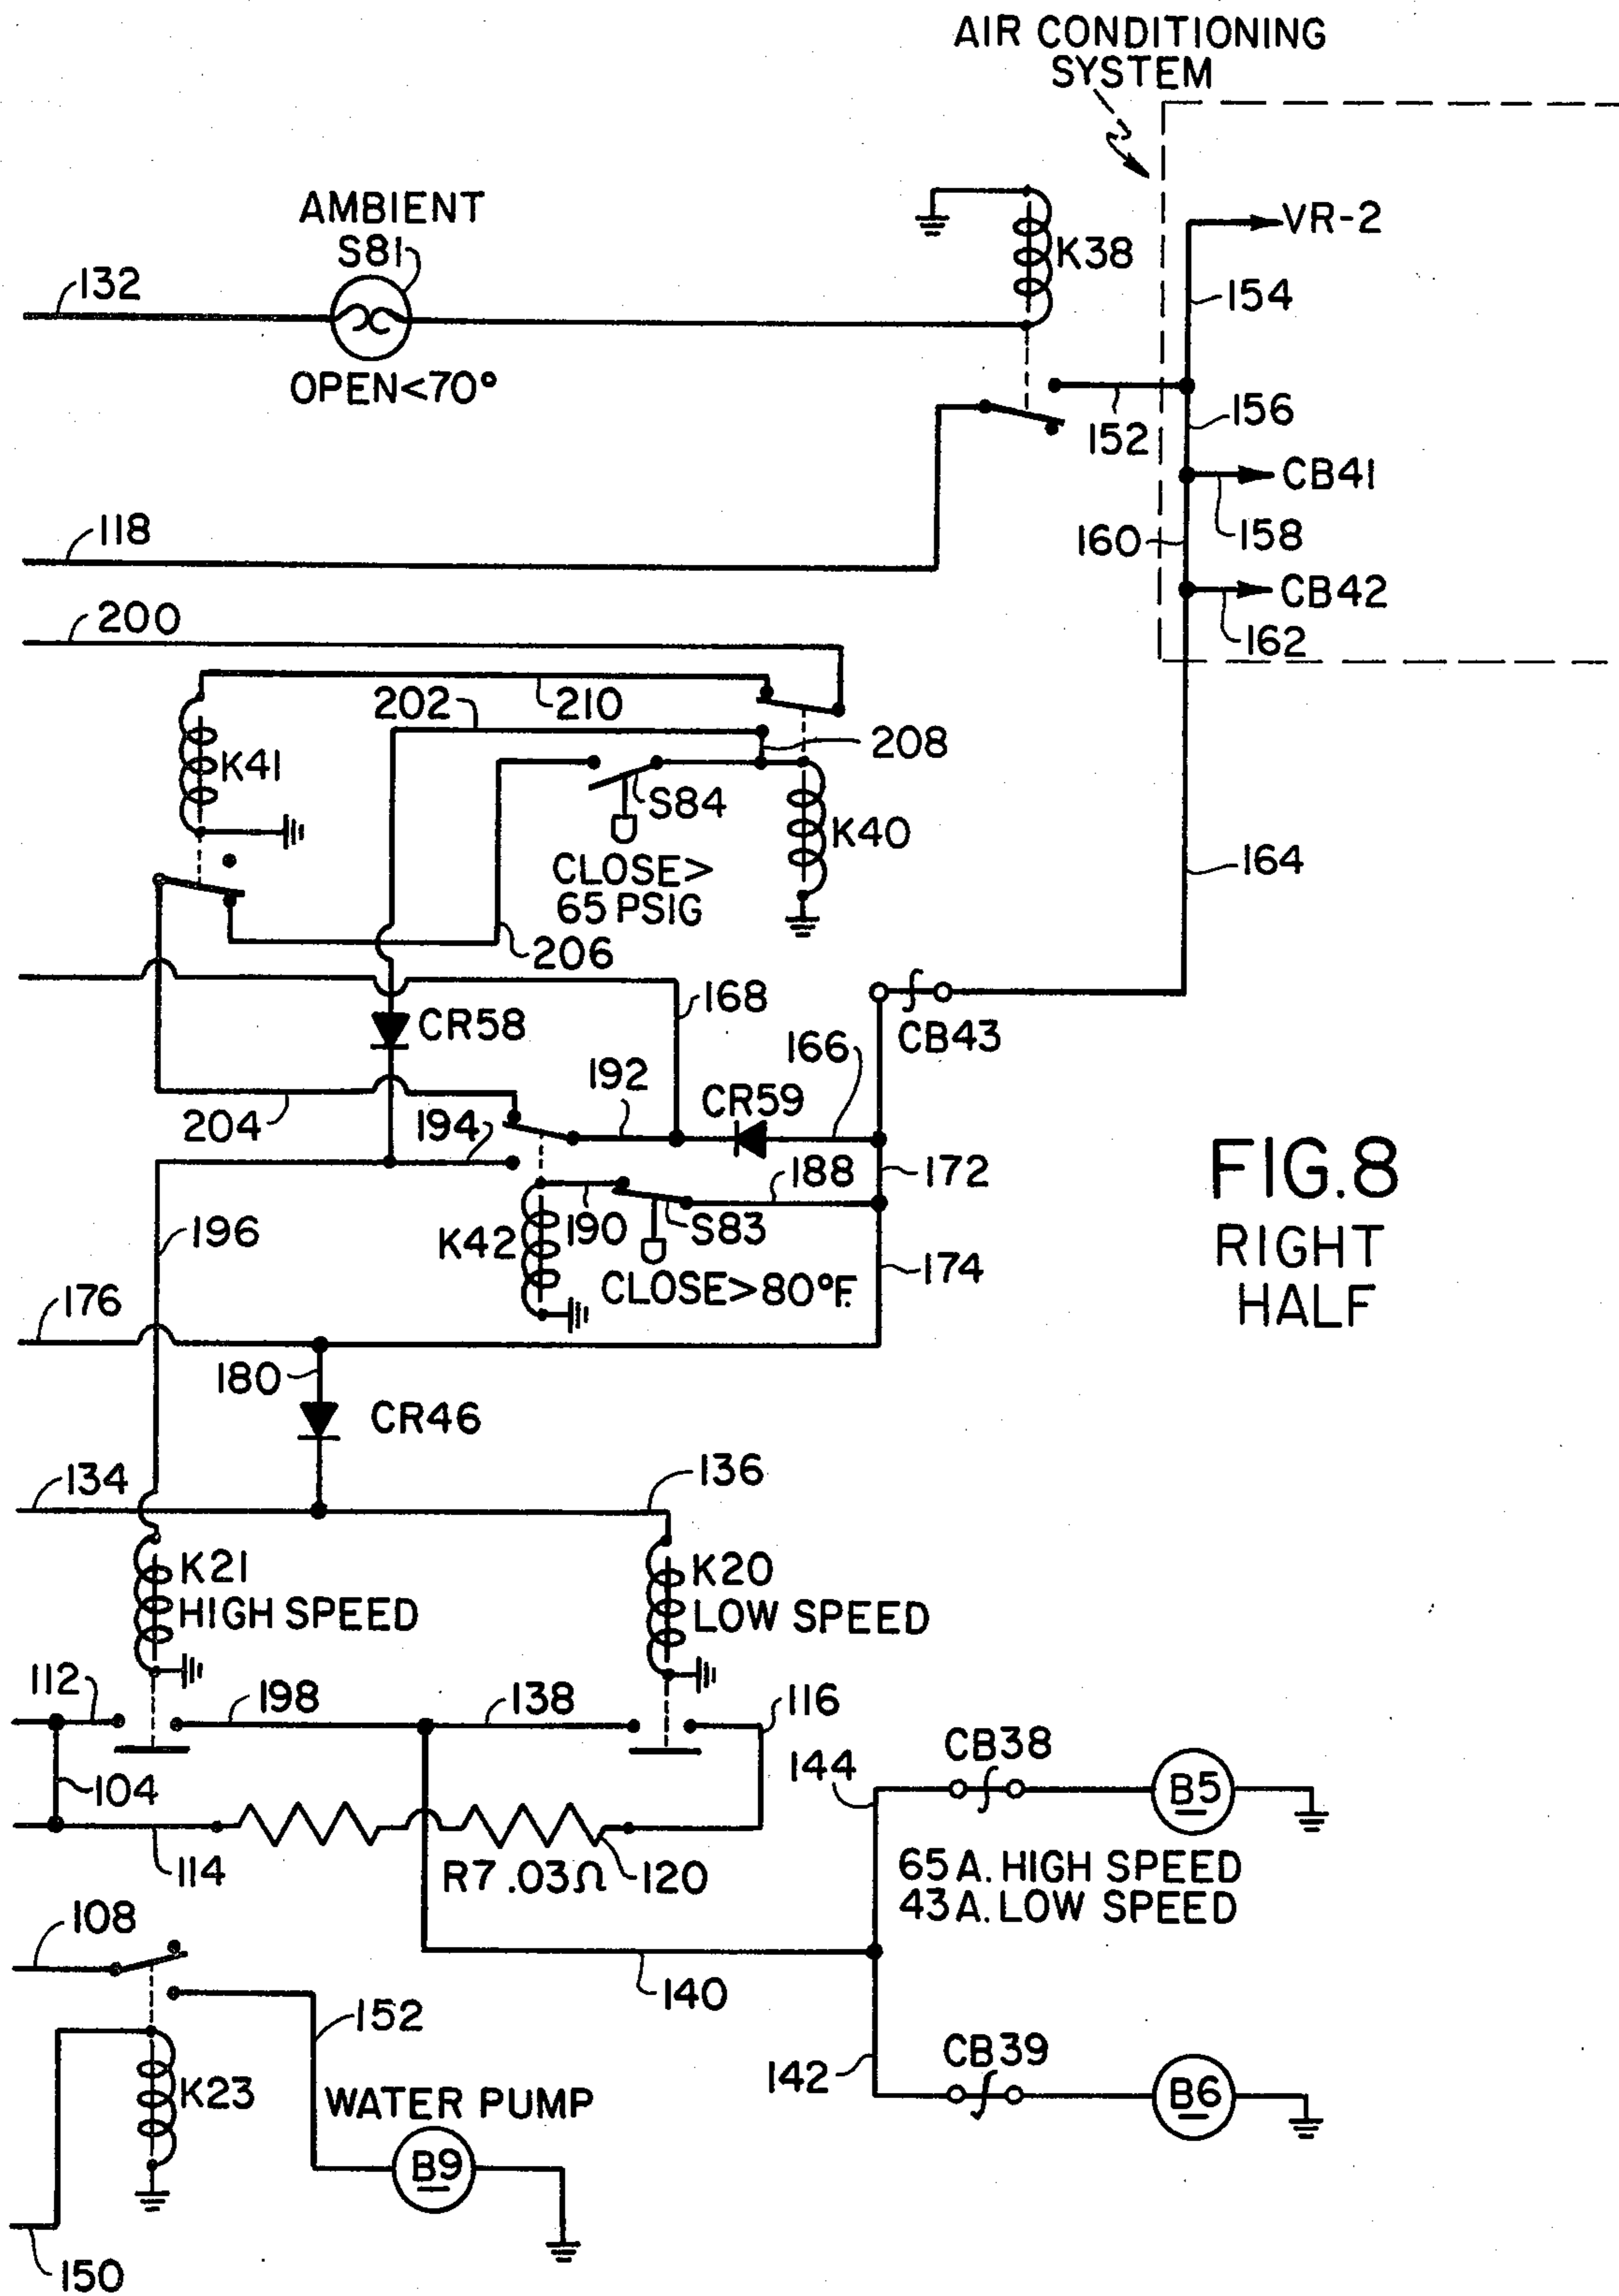 AIR CONDITIONING
SYSTEM
AMBIENT
S81
132
OPEN<70°
K38
VR-2
154
152
156
CB41
158
160
CB42
162
118
200
202
210
208
K41
S84
K40
CLOSE>
65 PSIG
206
164
168
CR58
CB43
166
192
CR59
204
194
172
188
190
S83
K42
196
CLOSE>80°F.
174
176
180
CR46
FIG.8
RIGHT
HALF
134
136
K21
HIGH SPEED
K20
LOW SPEED
112
198
138
116
104
114
R7 .03Ω
120
144
CB38
B5
65A. HIGH SPEED
43A. LOW SPEED
108
140
152
142
CB39
B6
K23
WATER PUMP
B9
150